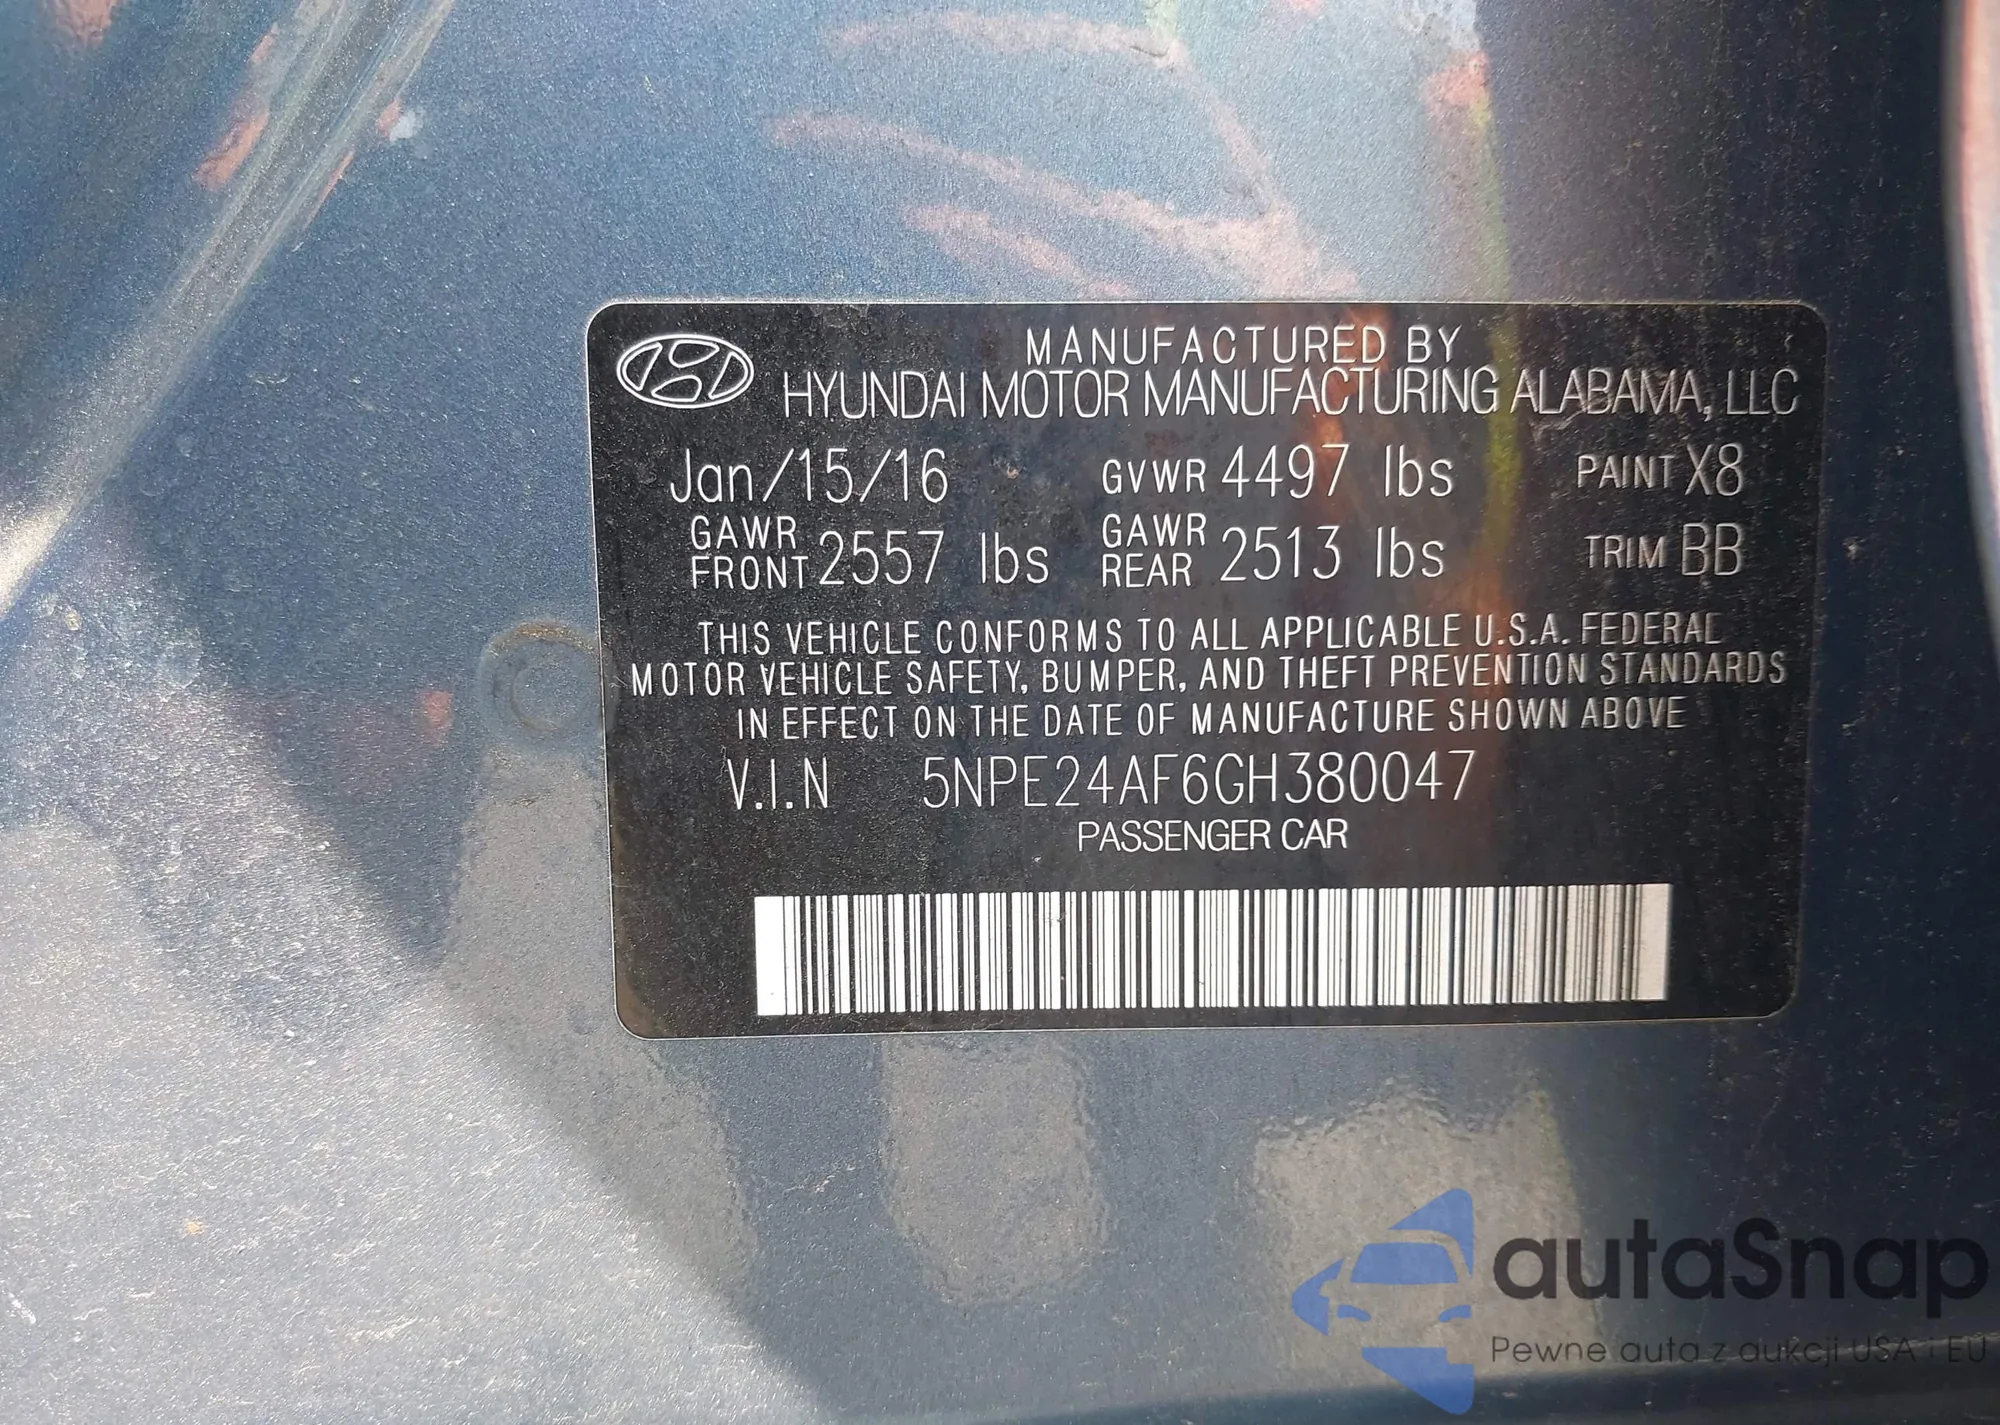 MANUFACTURED BY
HYUNDAI MOTOR MANUFACTURING ALABAMA, LLC
Jan/15/16 GVWR 4497 lbs PAINT X8
GAWR FRONT 2557 lbs GAWR REAR 2513 lbs TRIM BB
THIS VEHICLE CONFORMS TO ALL APPLICABLE U.S.A. FEDERAL
MOTOR VEHICLE SAFETY, BUMPER, AND THEFT PREVENTION STANDARDS
IN EFFECT ON THE DATE OF MANUFACTURE SHOWN ABOVE
V.I.N 5NPE24AF6GH380047
PASSENGER CAR
autaSnap
Pewne auta z aukcji USA i EU